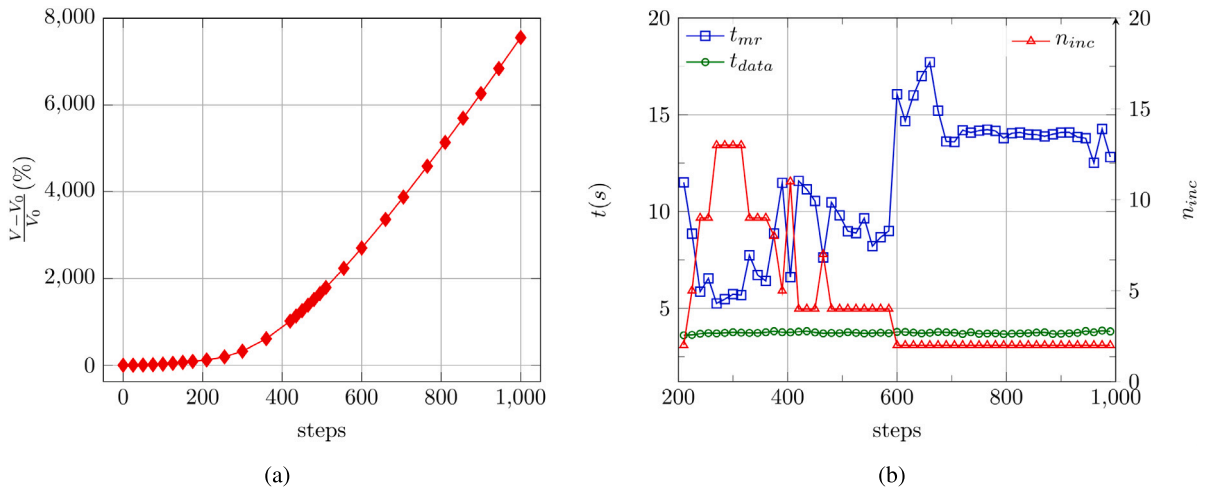 8,000
6,000
4,000
2,000
0
V−V₀/V₀ (%)
0 200 400 600 800 1,000
steps
(a)
20
15
10
5
t(s)
t_mr
t_data
n_inc
20
15
10
5
0
n_inc
200 400 600 800 1,000
steps
(b)